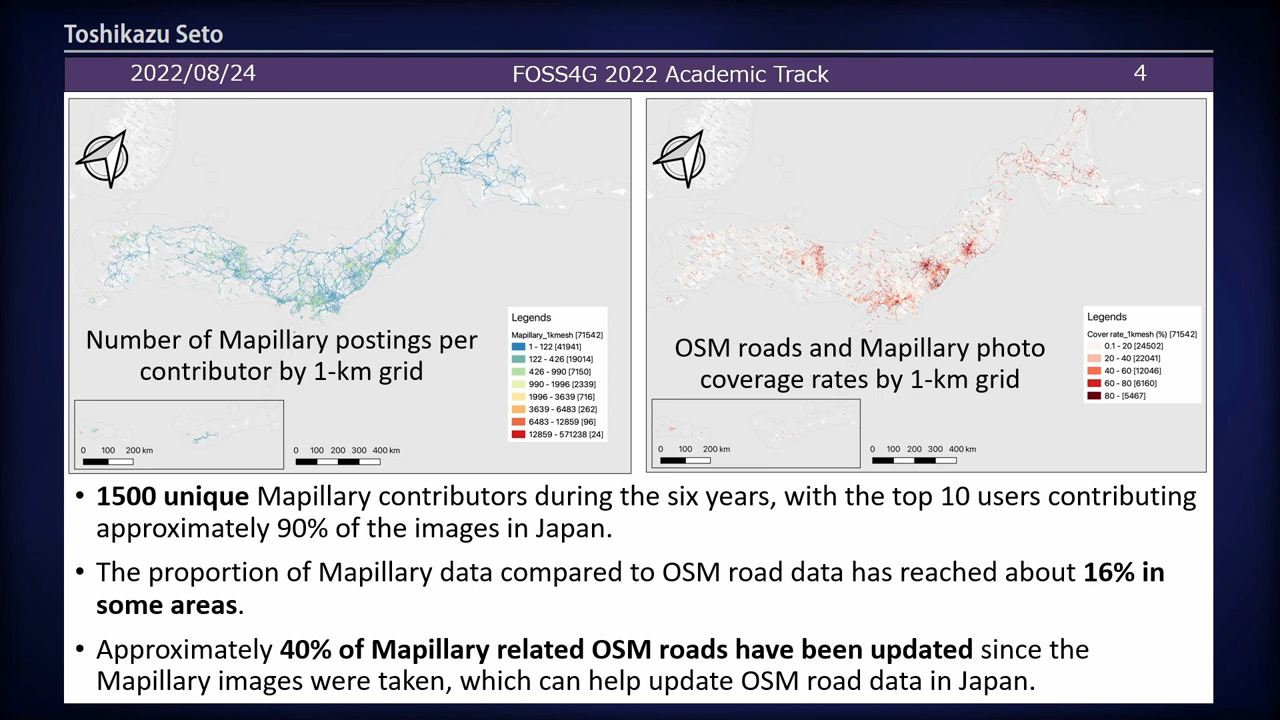 Toshikazu Seto
2022/08/24
FOSS4G 2022 Academic Track
4
Number of Mapillary postings per
contributor by 1-km grid
Legends
Mapillary_1kmesh [71542]
1 - 122 [41941]
122 - 426 [19014]
426 - 990 [7150]
990 - 1996 [2339]
1996 - 3639 [716]
3639 - 6483 [262]
6483 - 12859 [96]
12859 - 571238 [24]
0 100 200 km
0 100 200 300 400 km
OSM roads and Mapillary photo
coverage rates by 1-km grid
Legends
Cover rate_1kmesh (%) [71542]
0.1 - 20 [24502]
20 - 40 [22041]
40 - 60 [12046]
60 - 80 [6160]
80 - [5467]
0 100 200 km
0 100 200 300 400 km
• 1500 unique Mapillary contributors during the six years, with the top 10 users contributing
approximately 90% of the images in Japan.
• The proportion of Mapillary data compared to OSM road data has reached about 16% in
some areas.
• Approximately 40% of Mapillary related OSM roads have been updated since the
Mapillary images were taken, which can help update OSM road data in Japan.